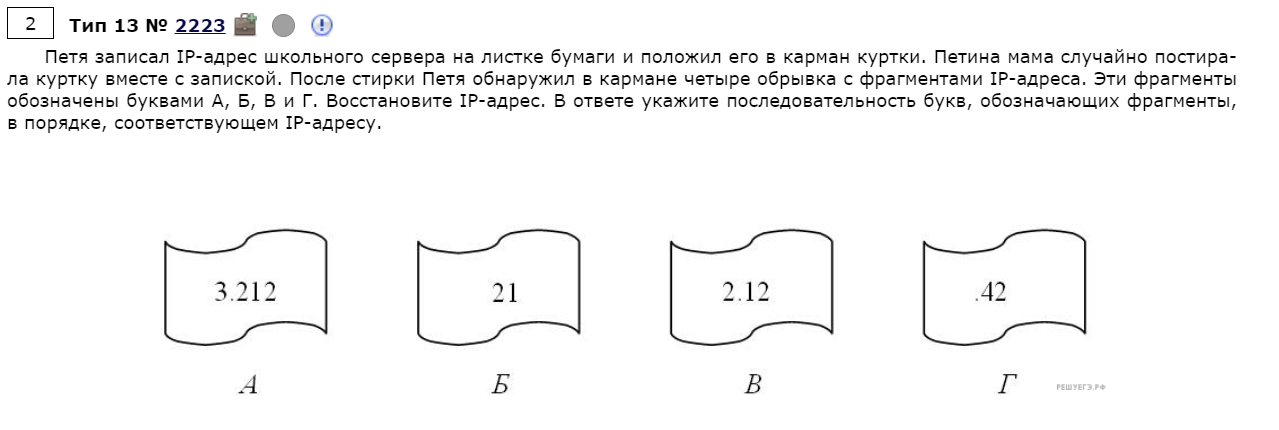 2 Тип 13 № 2223
Петя записал IP-адрес школьного сервера на листке бумаги и положил его в карман куртки. Петина мама случайно постира-
ла куртку вместе с запиской. После стирки Петя обнаружил в кармане четыре обрывка с фрагментами IP-адреса. Эти фрагменты
обозначены буквами А, Б, В и Г. Восстановите IP-адрес. В ответе укажите последовательность букв, обозначающих фрагменты,
в порядке, соответствующем IP-адресу.
3.212 21 2.12 .42
А Б В Г РЕШУЕГЭ.РФ